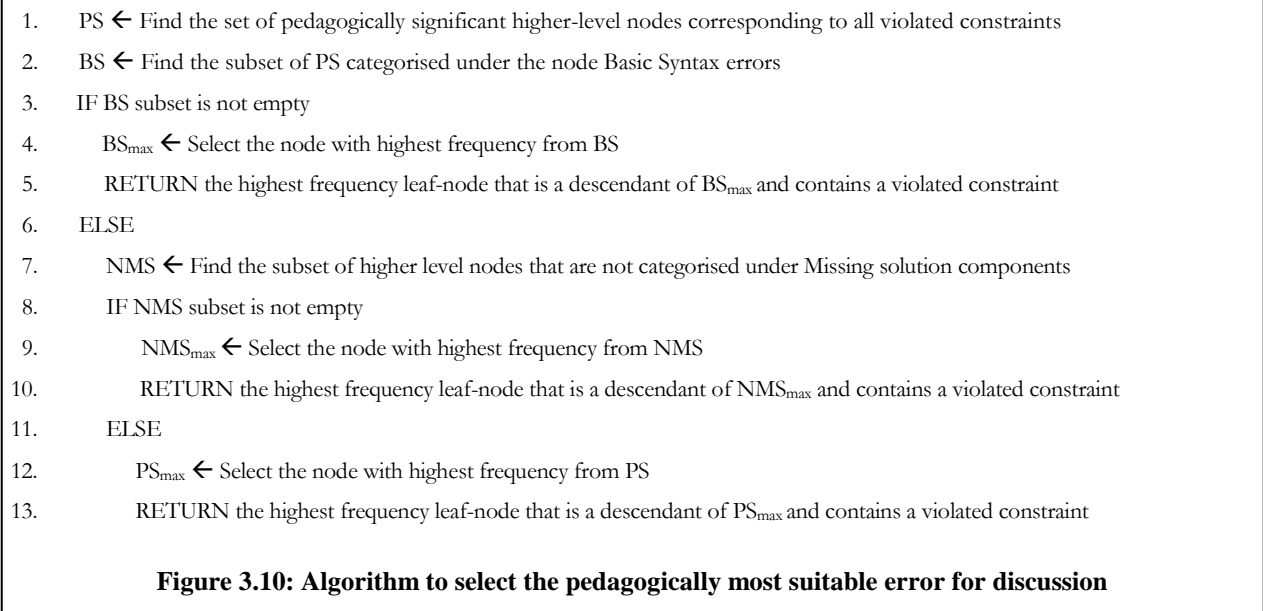 1. PS ← Find the set of pedagogically significant higher-level nodes corresponding to all violated constraints
2. BS ← Find the subset of PS categorised under the node Basic Syntax errors
3. IF BS subset is not empty
4. BSmax ← Select the node with highest frequency from BS
5. RETURN the highest frequency leaf-node that is a descendant of BSmax and contains a violated constraint
6. ELSE
7. NMS ← Find the subset of higher level nodes that are not categorised under Missing solution components
8. IF NMS subset is not empty
9. NMSmax ← Select the node with highest frequency from NMS
10. RETURN the highest frequency leaf-node that is a descendant of NMSmax and contains a violated constraint
11. ELSE
12. PSmax ← Select the node with highest frequency from PS
13. RETURN the highest frequency leaf-node that is a descendant of PSmax and contains a violated constraint
Figure 3.10: Algorithm to select the pedagogically most suitable error for discussion